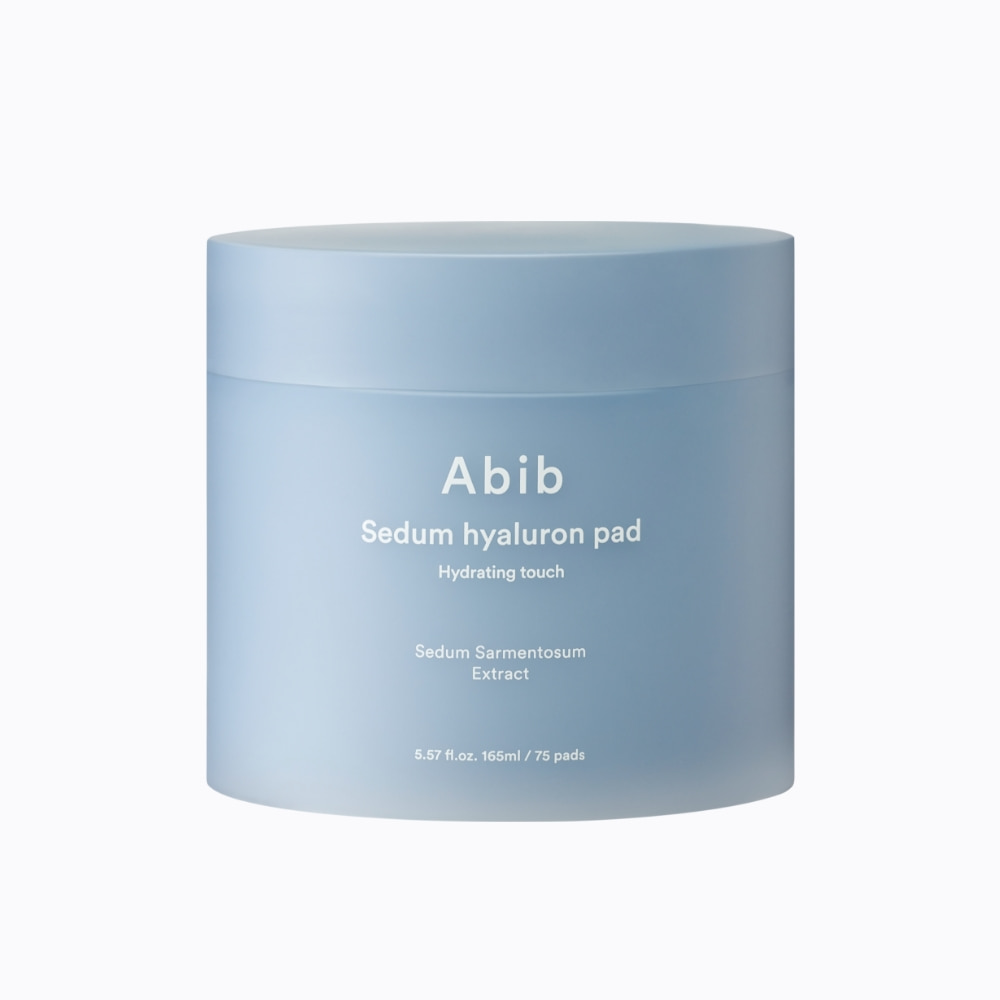 Abib
Sedum hyaluron pad
Hydrating touch
Sedum Sarmentosum
Extract
5.57 fl.oz. 165ml / 75 pads